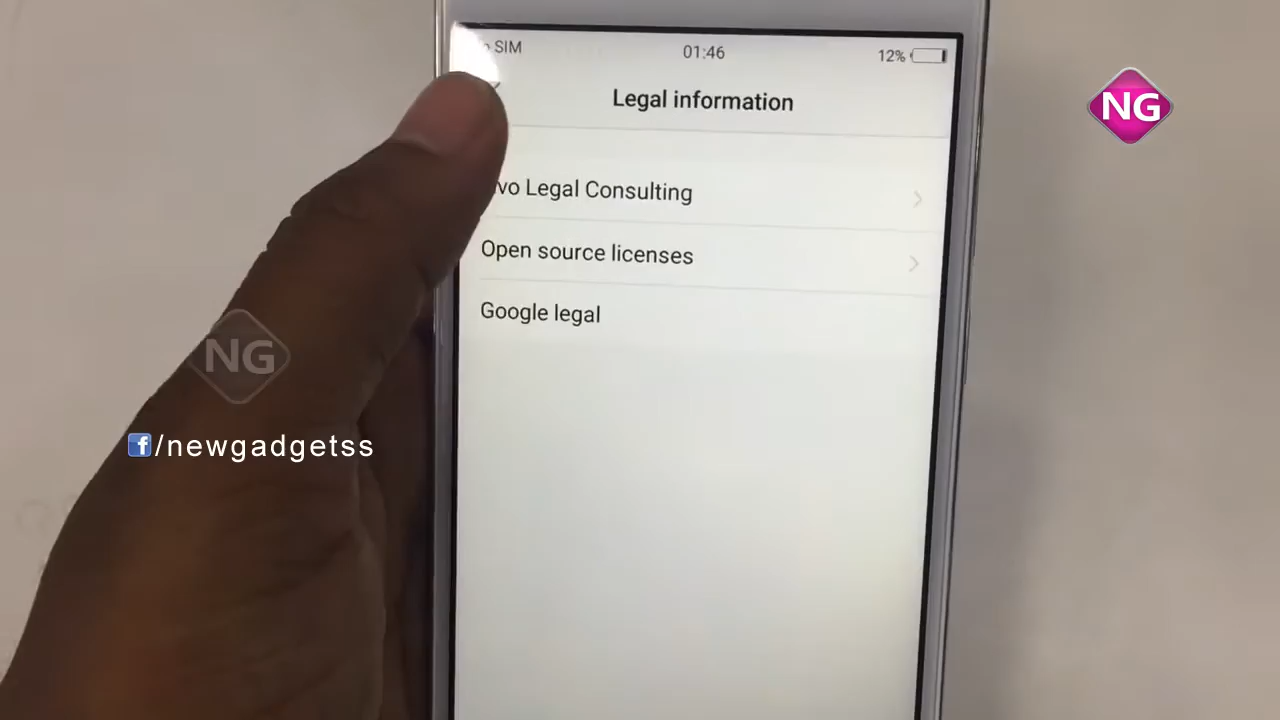 SIM 01:46 12%
Legal information
NG
vo Legal Consulting
Open source licenses
Google legal
NG
f/newgadgetss